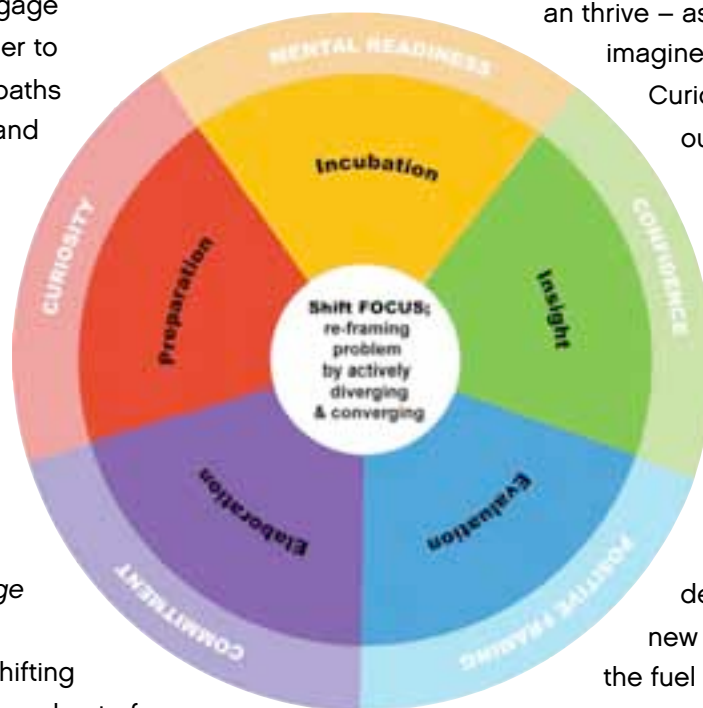 gage
er to
paths
and
an thrive – as
imagine
Curio
ou
MENTAL READINESS
CURIOSITY
CONFIDENCE
Incubation
Preparation
Insight
Shift FOCUS;
re-framing
problem
by actively
diverging
& converging
Elaboration
Evaluation
COMMITMENT
POSITIVE FRAMING
ge
hifting
de
new
the fuel